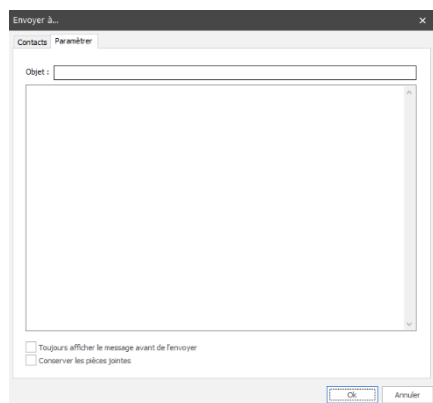 Envoyer à...
Contacts Paramètrer
Objet :
Toujours afficher le message avant de l'envoyer
Conserver les pièces jointes
Ok Annuler